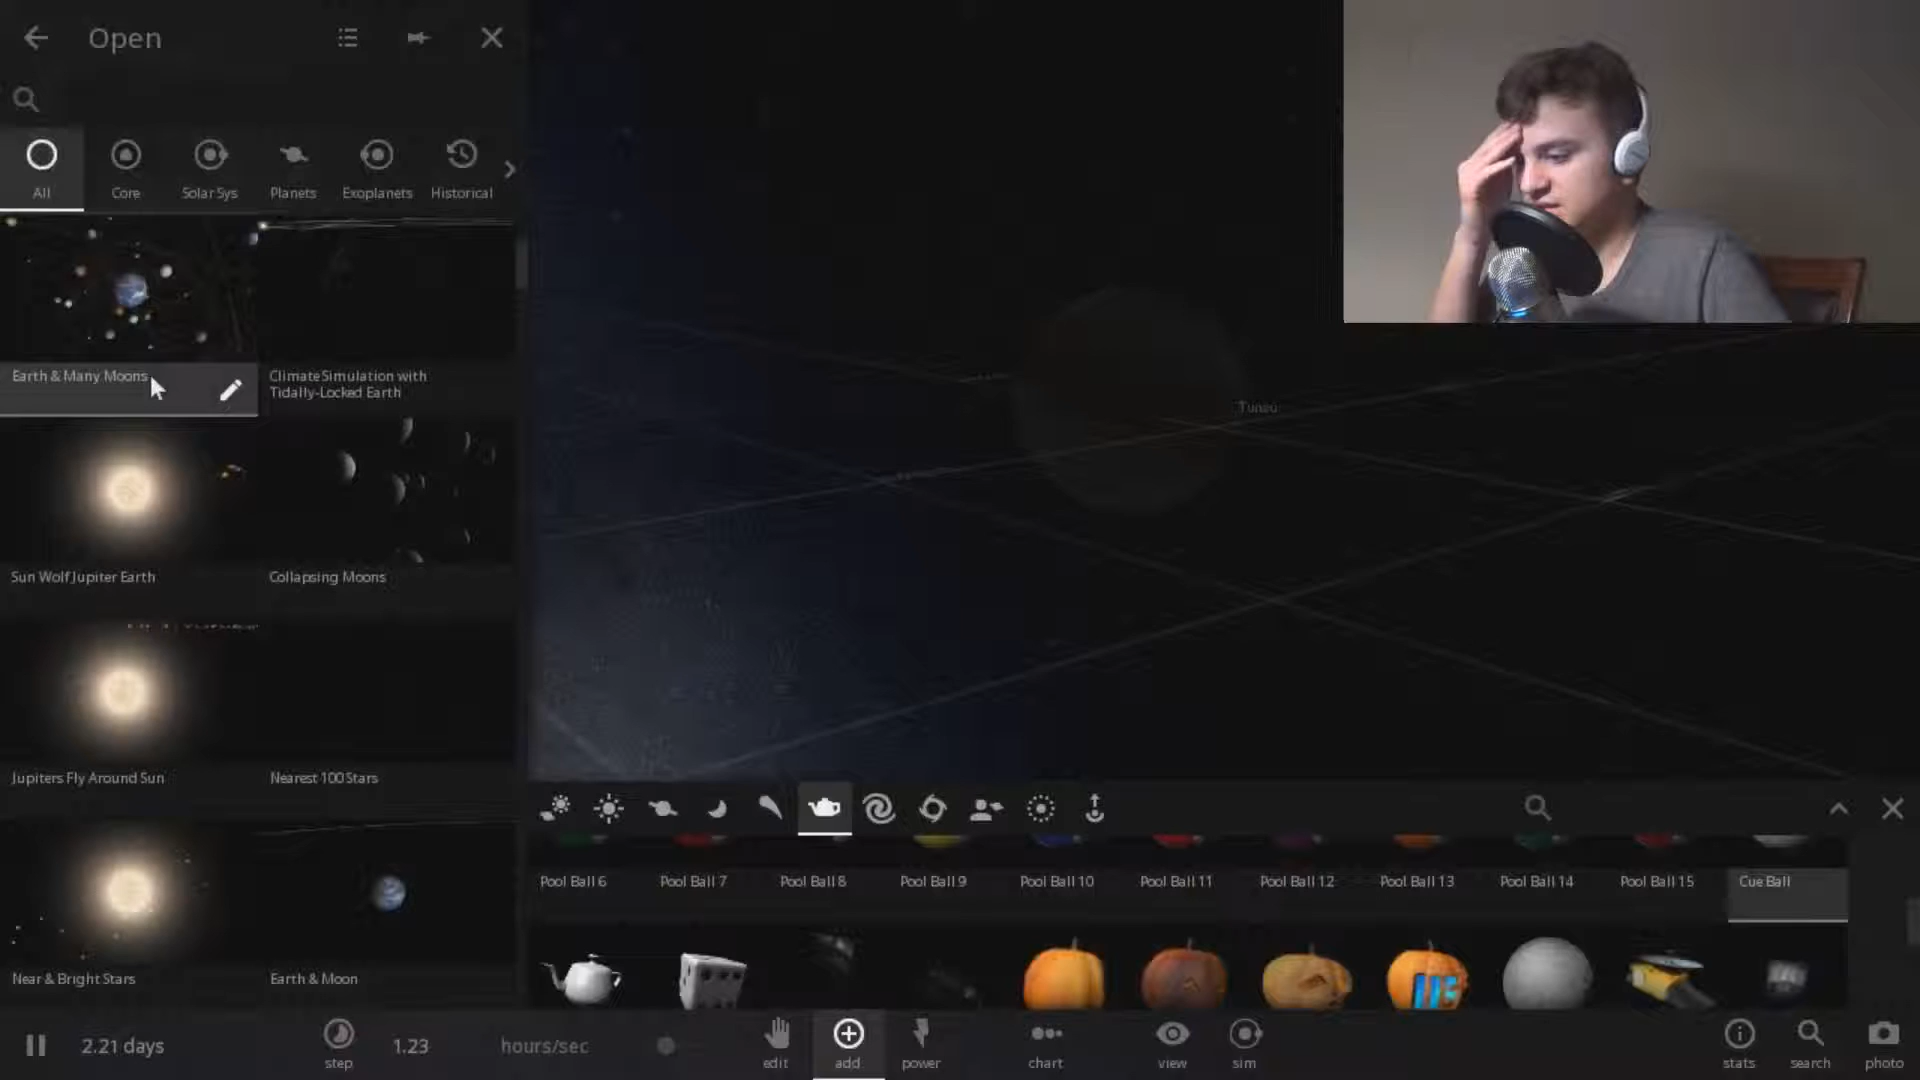 Open
All
Core
Solar Sys
Planets
Exoplanets
Historical
Earth & Many Moons
Climate Simulation with
Tidally-Locked Earth
Sun Wolf Jupiter Earth
Collapsing Moons
Jupiters Fly Around Sun
Nearest 100 Stars
Near & Bright Stars
Earth & Moon
Pool Ball 6
Pool Ball 7
Pool Ball 8
Pool Ball 9
Pool Ball 10
Pool Ball 11
Pool Ball 12
Pool Ball 13
Pool Ball 14
Pool Ball 15
Cue Ball
2.21 days
step
1.23
hours/sec
edit
add
power
chart
view
sim
stats
search
photo